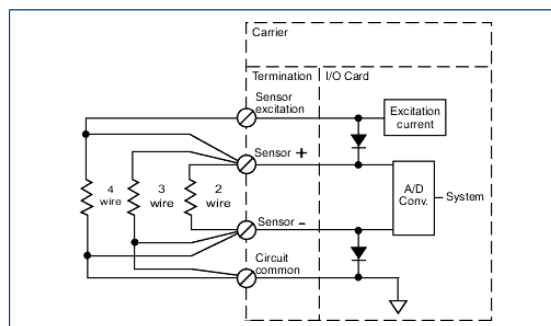 Carrier
Termination
I/O Card
Sensor
excitation
Excitation
current
Sensor +
4
wire
3
wire
2
wire
A/D
Conv.
System
Sensor -
Circuit
common